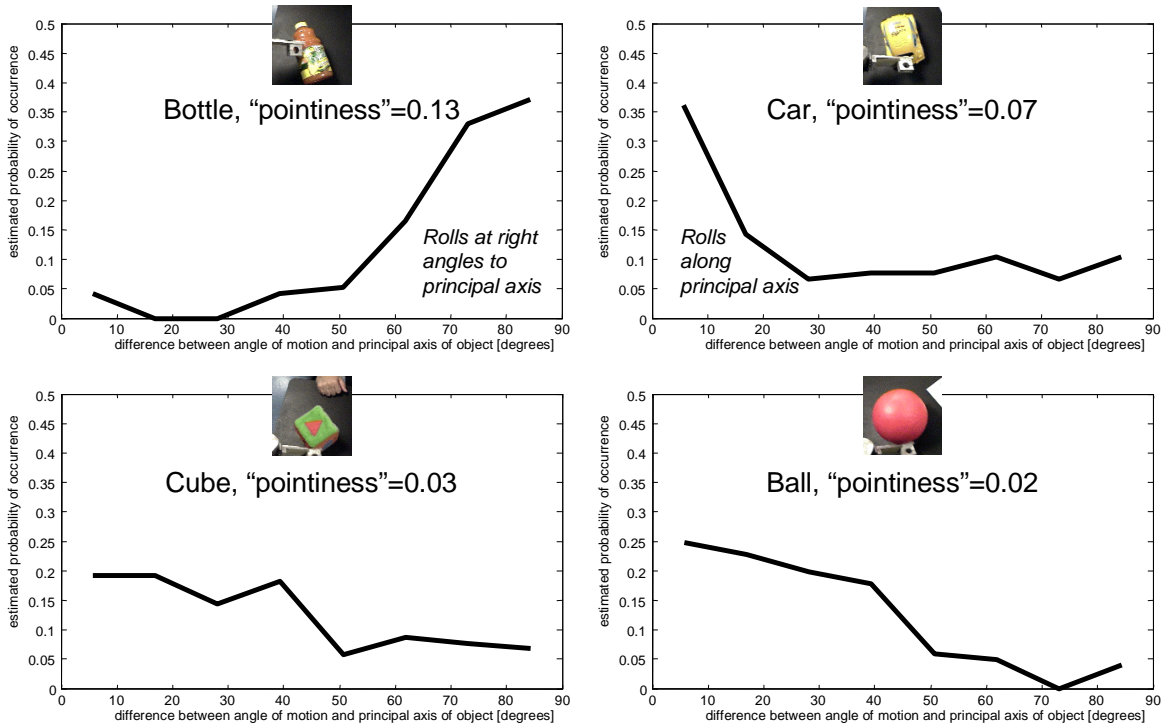 0.5
0.45
0.4
0.35
0.3
0.25
0.2
0.15
0.1
0.05
0
estimated probability of occurrence
Bottle, “pointiness”=0.13
Rolls at right
angles to
principal axis
0 10 20 30 40 50 60 70 80 90
difference between angle of motion and principal axis of object [degrees]
0.5
0.45
0.4
0.35
0.3
0.25
0.2
0.15
0.1
0.05
0
estimated probability of occurrence
Car, “pointiness”=0.07
Rolls
along
principal axis
0 10 20 30 40 50 60 70 80 90
difference between angle of motion and principal axis of object [degrees]
0.5
0.45
0.4
0.35
0.3
0.25
0.2
0.15
0.1
0.05
0
estimated probability of occurrence
Cube, “pointiness”=0.03
0 10 20 30 40 50 60 70 80 90
difference between angle of motion and principal axis of object [degrees]
0.5
0.45
0.4
0.35
0.3
0.25
0.2
0.15
0.1
0.05
0
estimated probability of occurrence
Ball, “pointiness”=0.02
0 10 20 30 40 50 60 70 80 90
difference between angle of motion and principal axis of object [degrees]